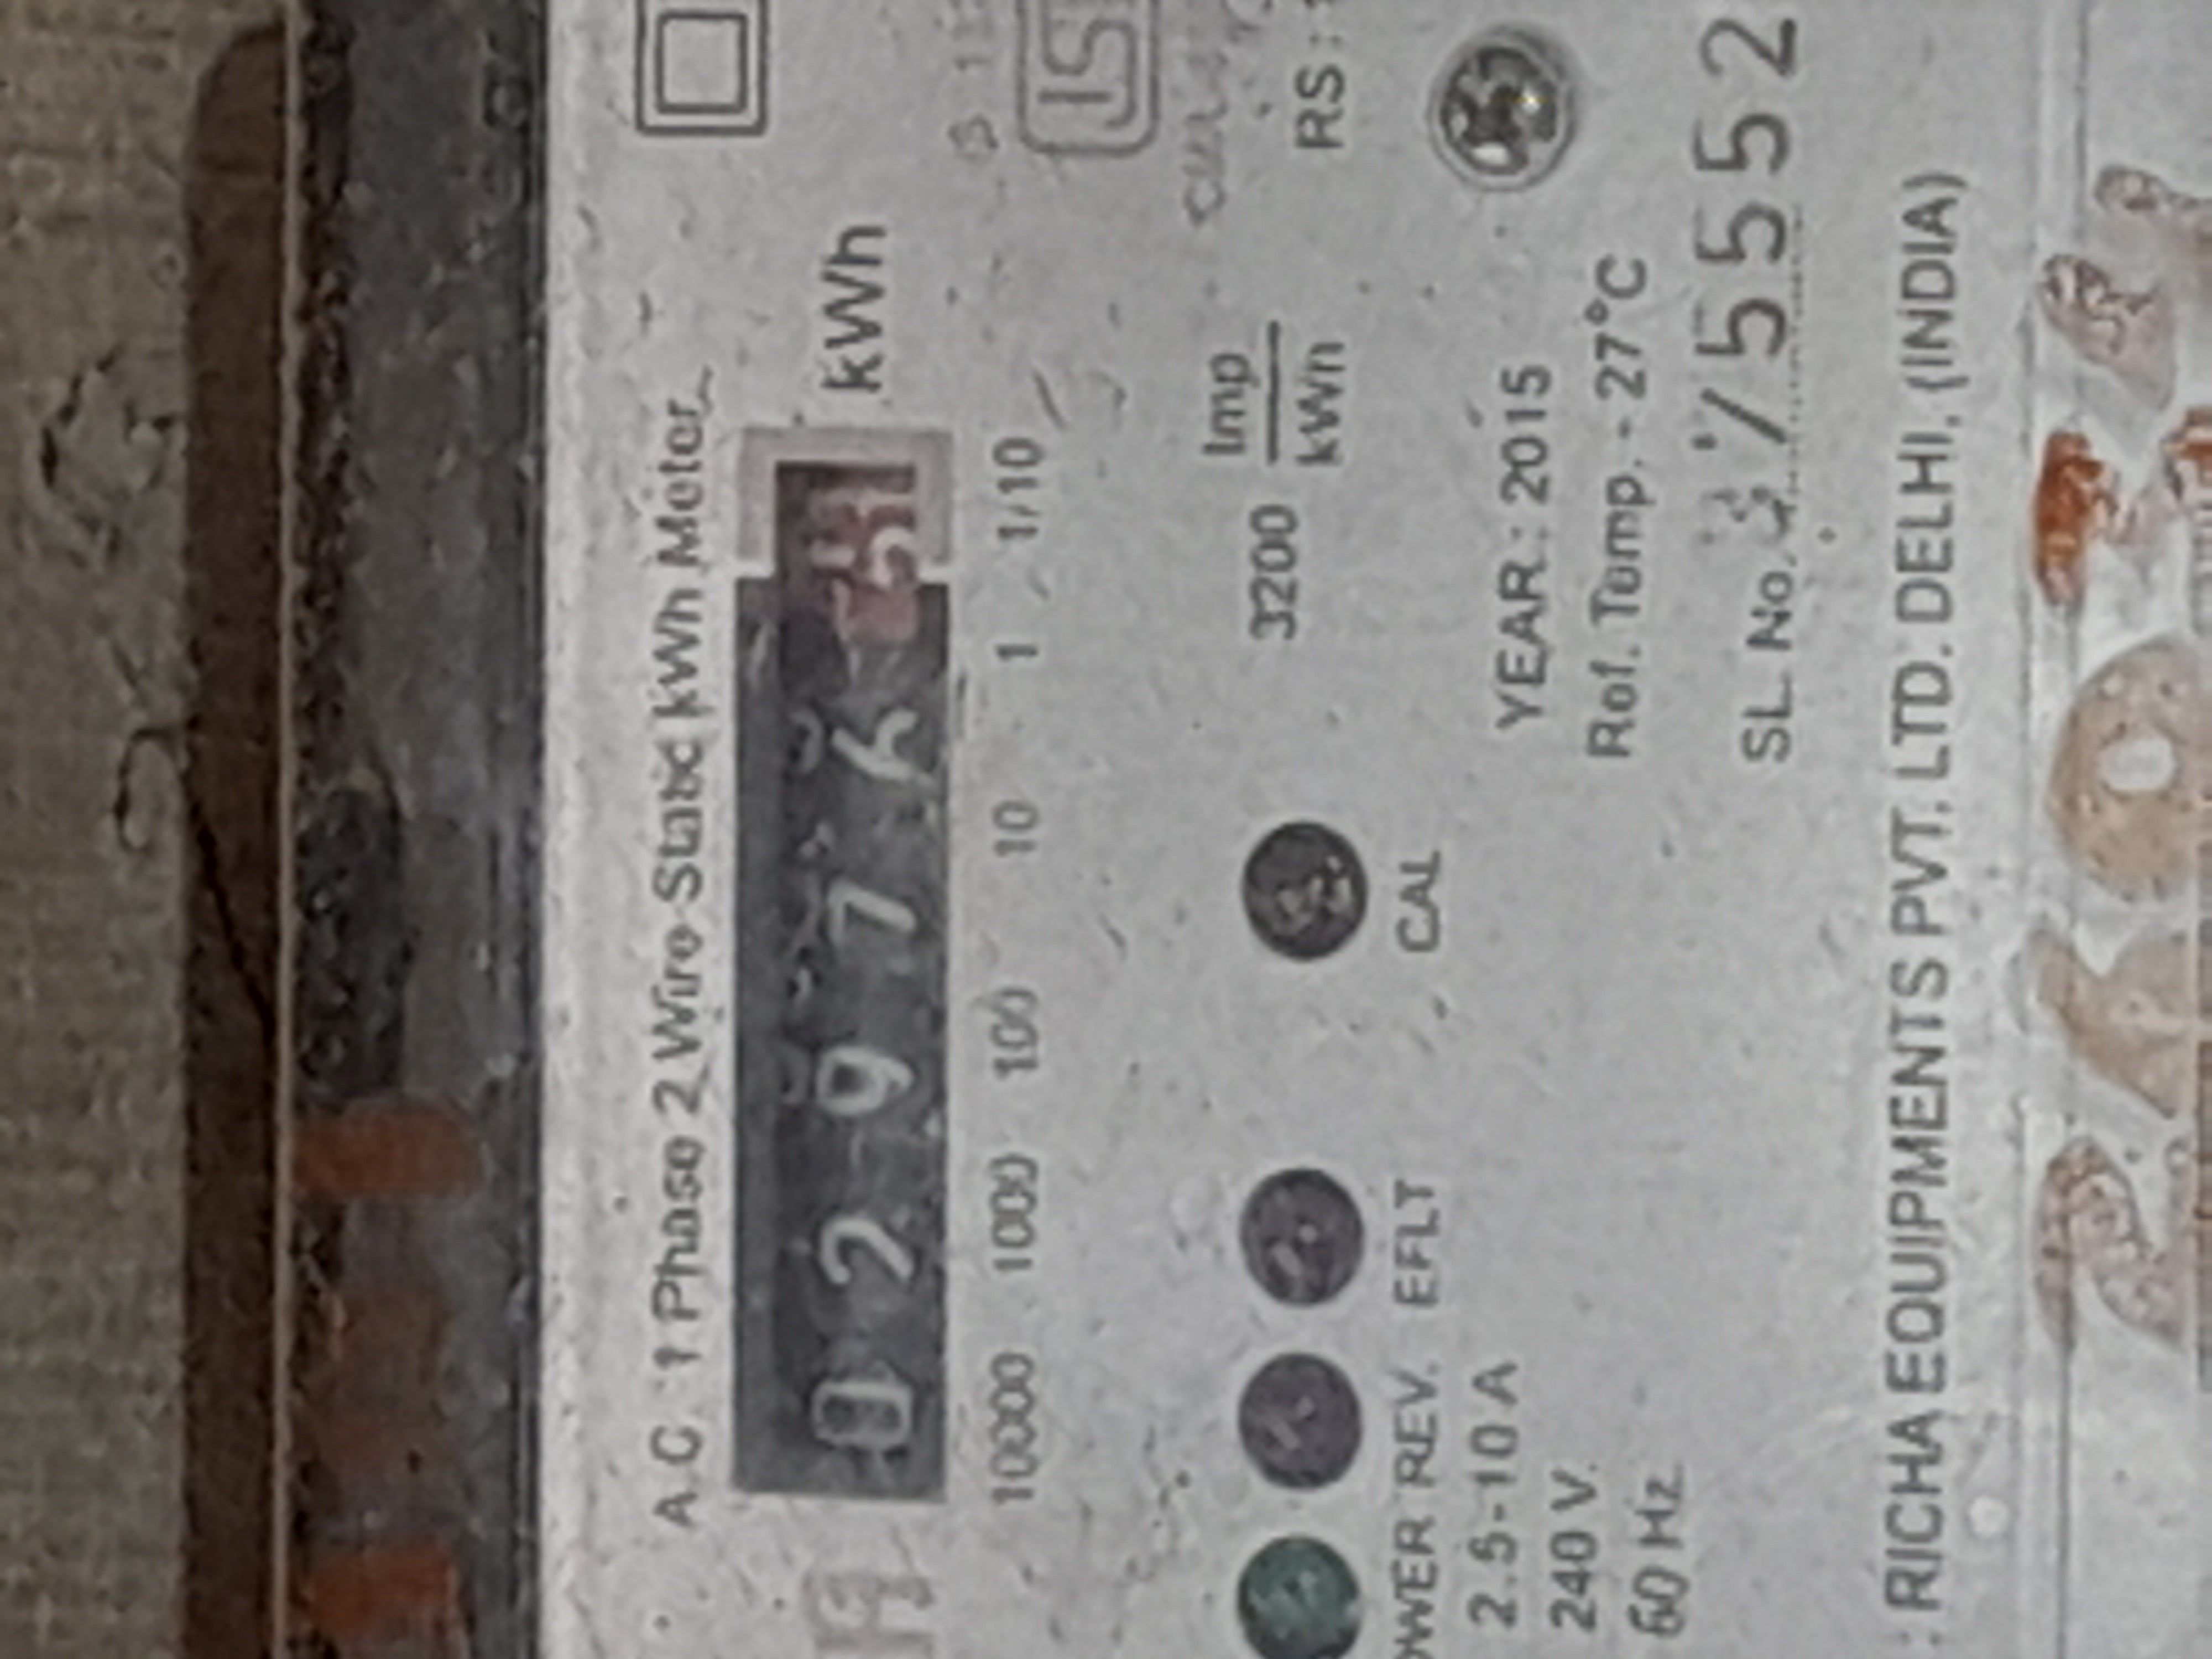 A.C. 1 Phase 2 Wire Static kWh Meter
0 2 9 7 6 kWh
10000 1000 100 10 1 1/10
3200 Imp
kWh
CAL
EFLT
REV.
2.5-10 A
240 V.
50 Hz.
YEAR : 2015
Ref. Temp. - 27°C
SL. No.
RS :
RICHA EQUIPMENTS PVT. LTD. DELHI, (INDIA)